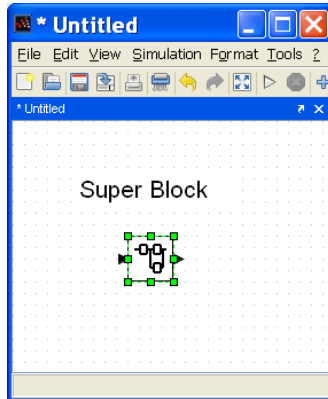 * Untitled
File Edit View Simulation Format Tools ?
* Untitled
Super Block